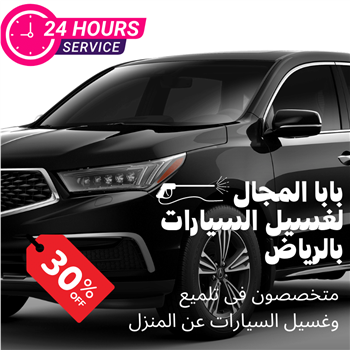 24 HOURS
SERVICE
بابا المجال
لغسيل السيارات
بالرياض
30%
OFF
متخصصون فى تلميع
وغسيل السيارات عن المنزل